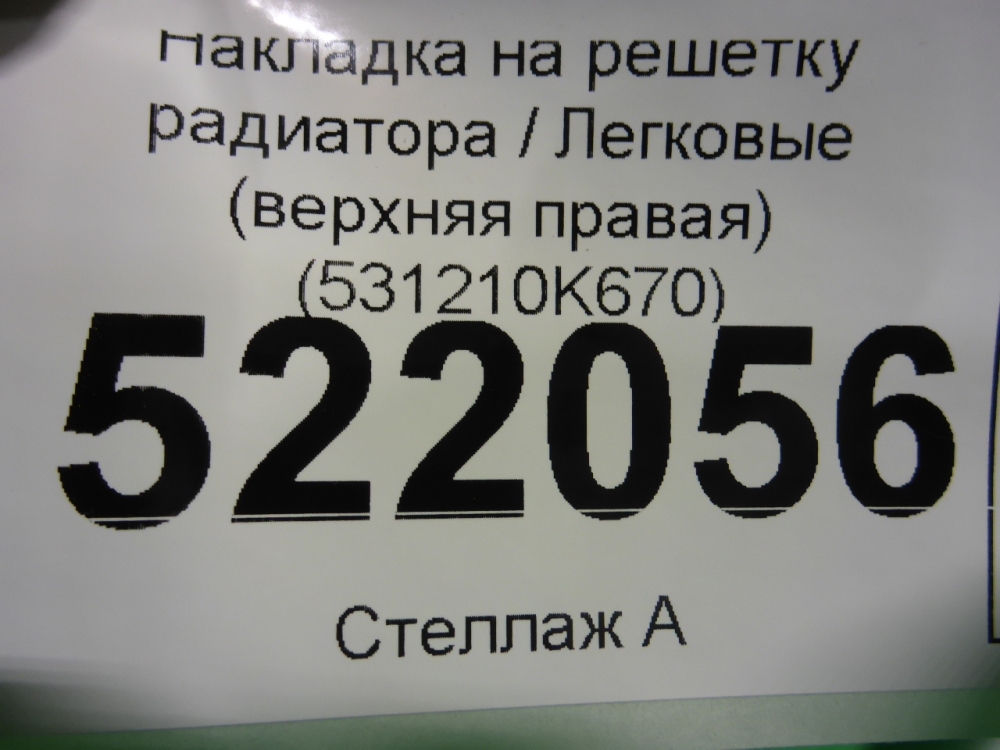 Накладка на решетку
радиатора / Легковые
(верхняя правая)
(531210K670)
522056
Стеллаж А